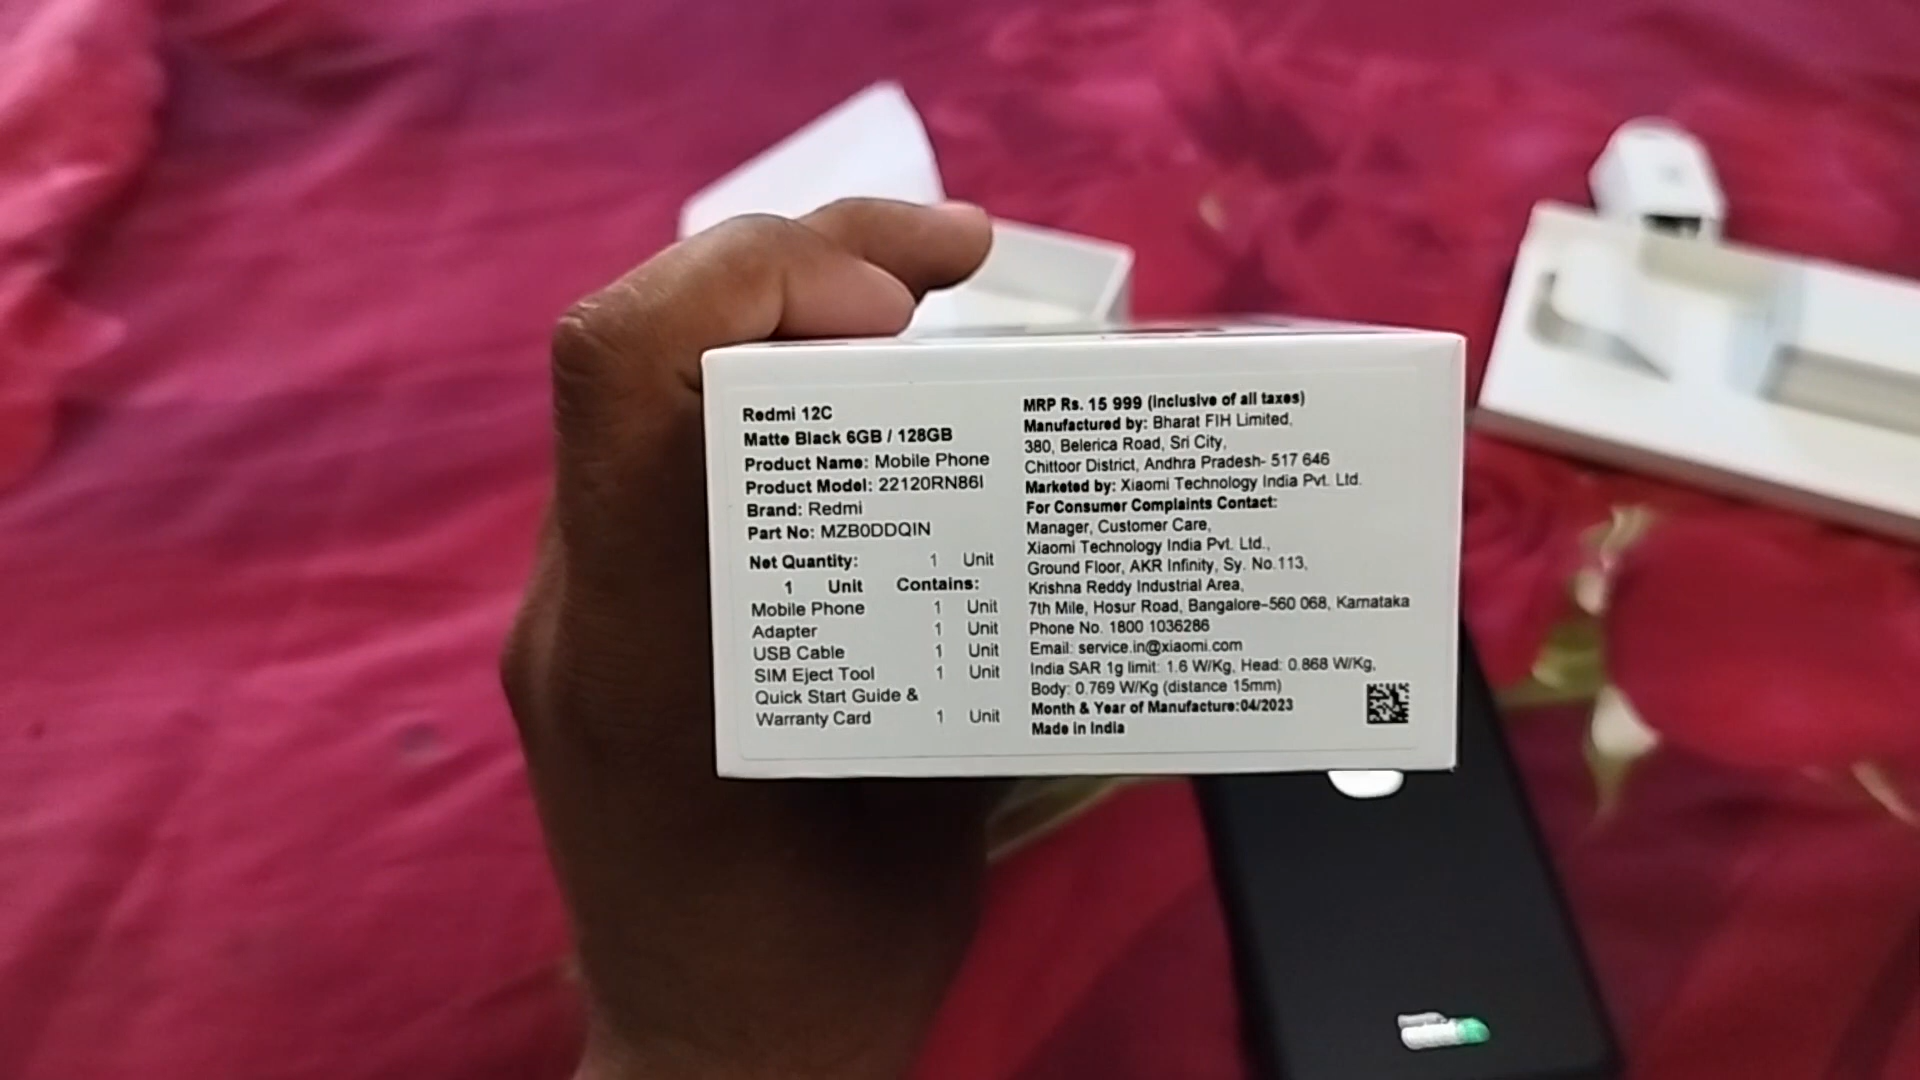 Redmi 12C
Matte Black 6GB / 128GB
Product Name: Mobile Phone
Product Model: 22120RN86I
Brand: Redmi
Part No: MZB0DDQIN
Net Quantity: 1 Unit
1 Unit Contains:
Mobile Phone 1 Unit
Adapter 1 Unit
USB Cable 1 Unit
SIM Eject Tool 1 Unit
Quick Start Guide &
Warranty Card 1 Unit
MRP Rs. 15 999 (Inclusive of all taxes)
Manufactured by: Bharat FIH Limited,
380, Belerica Road, Sri City,
Chittoor District, Andhra Pradesh- 517 646
Marketed by: Xiaomi Technology India Pvt. Ltd.
For Consumer Complaints Contact:
Manager, Customer Care,
Xiaomi Technology India Pvt. Ltd.,
Ground Floor, AKR Infinity, Sy. No.113,
Krishna Reddy Industrial Area,
7th Mile, Hosur Road, Bangalore-560 068, Karnataka
Phone No. 1800 1036286
Email: service.in@xiaomi.com
India SAR 1g limit: 1.6 W/Kg, Head: 0.868 W/Kg,
Body: 0.769 W/Kg (distance 15mm)
Month & Year of Manufacture:04/2023
Made in India